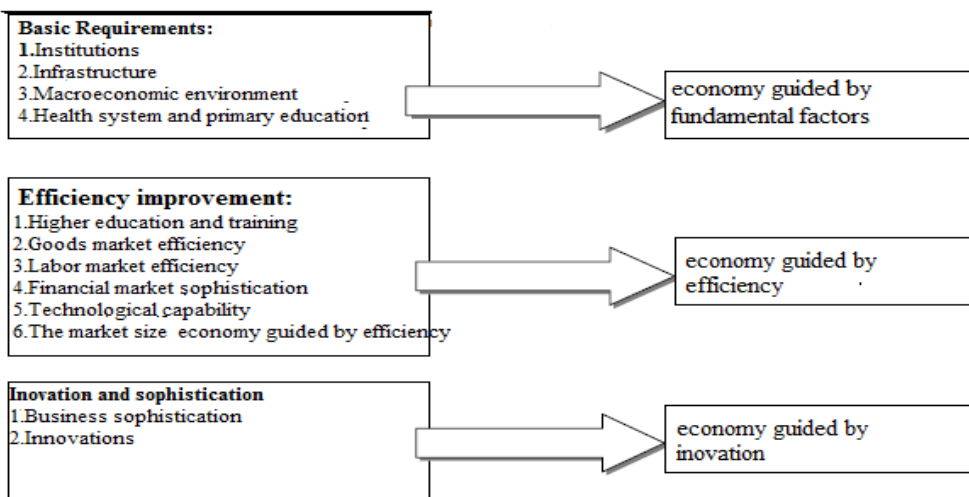 Basic Requirements:
1.Institutions
2.Infrastructure
3.Macroeconomic environment
4.Health system and primary education
economy guided by
fundamental factors
Efficiency improvement:
1.Higher education and training
2.Goods market efficiency
3.Labor market efficiency
4.Financial market sophistication
5.Technological capability
6.The market size economy guided by efficiency
economy guided by
efficiency
Inovation and sophistication
1.Business sophistication
2.Innovations
economy guided by
inovation